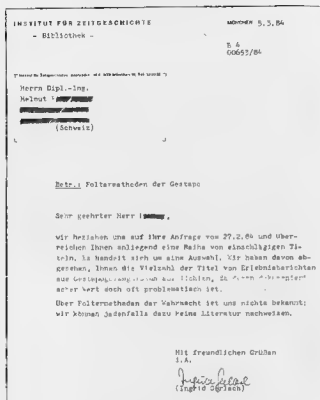 INSTITUT FÜR ZEITGESCHICHTE
- Bibliothek -
MÜNCHEN 5.3.84
B 4
00653/84
Herrn Dipl.-Ing.
Helmut
(Schweiz)
Betr.: Foltermethoden der Gestapo
Sehr geehrter Herr
wir beziehen uns auf Ihre Anfrage vom 27.2.84 und über-
reichen Ihnen anliegend eine Reihe von einschlägigen Ti-
teln. Es handelt sich um eine Auswahl. Wir haben davon ab-
gesehen, Ihnen die Vielzahl der Titel von Erlebnisberichten
aus
doch oft problematisch ist.
Über Foltermethoden der Wehrmacht ist uns nichts bekannt;
wir können jedenfalls dazu keine Literatur nachweisen.
Mit freundlichen Grüßen
i.A.
(Ingrid Gerlach)